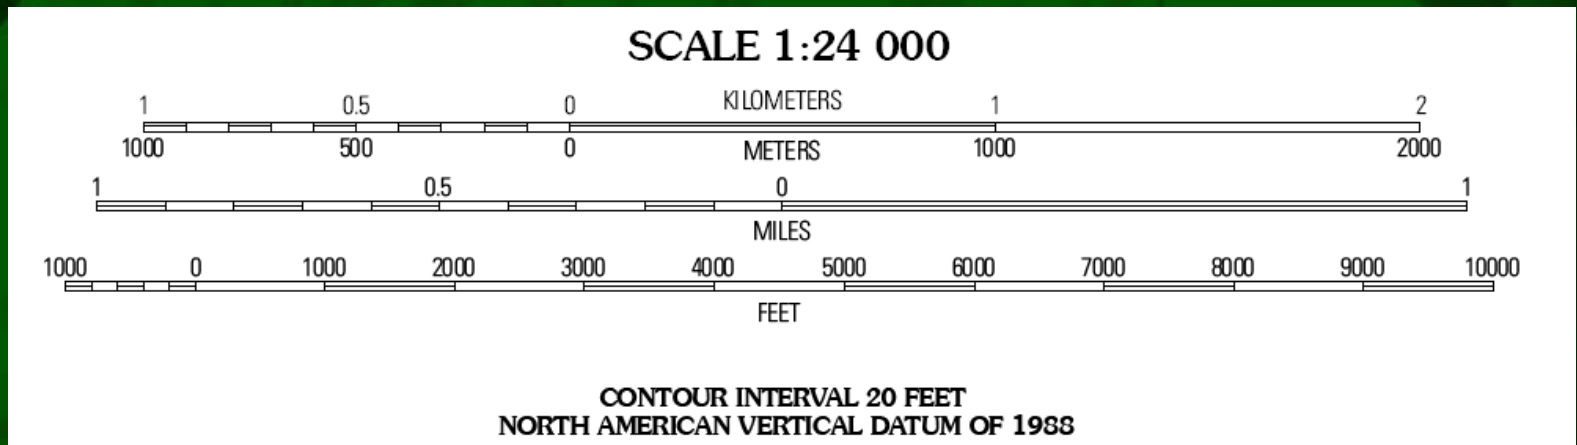 SCALE 1:24 000
1 0.5 0 KILOMETERS 1 2
1000 500 0 METERS 1000 2000
1 0.5 0 1
MILES
1000 0 1000 2000 3000 4000 5000 6000 7000 8000 9000 10000
FEET
CONTOUR INTERVAL 20 FEET
NORTH AMERICAN VERTICAL DATUM OF 1988